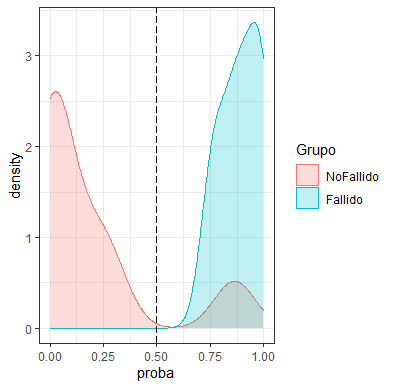 3
2
1
0
density
0.00 0.25 0.50 0.75 1.00
proba
Grupo
NoFallido
Fallido